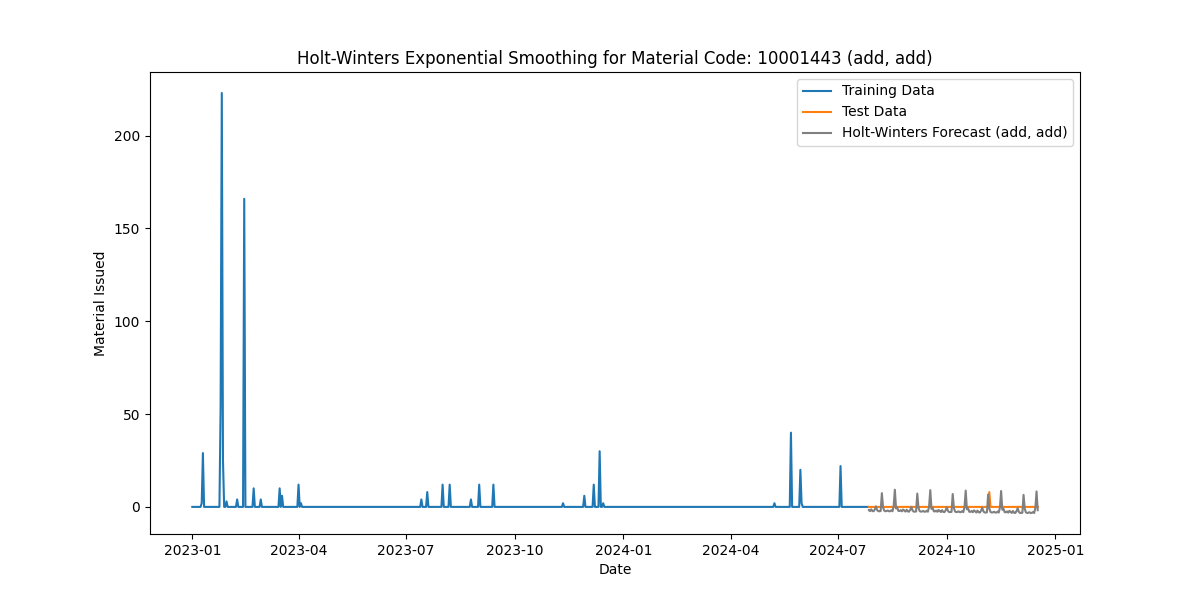 Holt-Winters Exponential Smoothing for Material Code: 10001443 (add, add)
Training Data
Test Data
Holt-Winters Forecast (add, add)
Material Issued
200
150
100
50
0
2023-01
2023-04
2023-07
2023-10
2024-01
2024-04
2024-07
2024-10
2025-01
Date